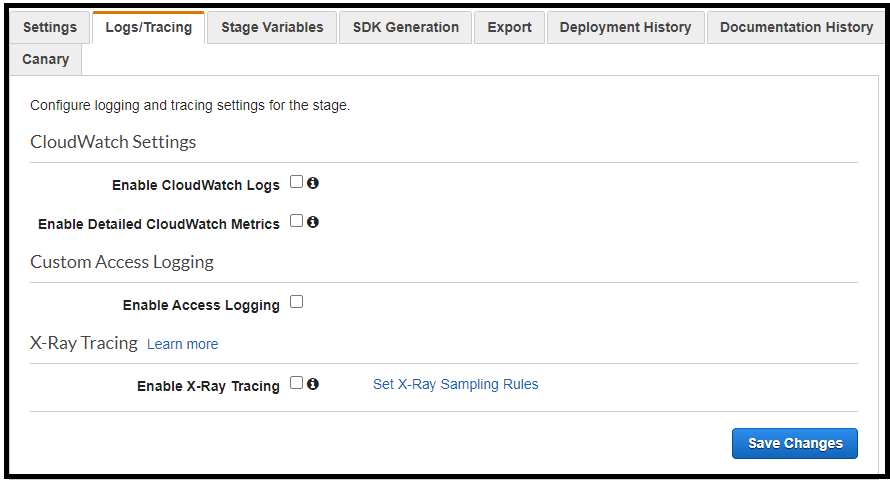 Settings
Logs/Tracing
Stage Variables
SDK Generation
Export
Deployment History
Documentation History
Canary
Configure logging and tracing settings for the stage.
CloudWatch Settings
Enable CloudWatch Logs
Enable Detailed CloudWatch Metrics
Custom Access Logging
Enable Access Logging
X-Ray Tracing Learn more
Enable X-Ray Tracing Set X-Ray Sampling Rules
Save Changes